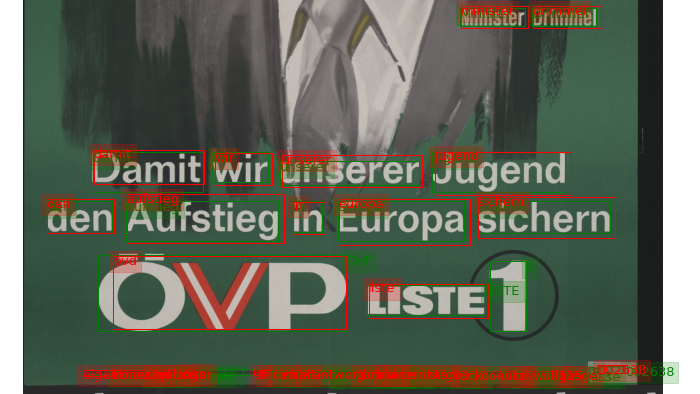 Minister Drimmel
Damit wir unserer Jugend
den Aufstieg in Europa sichern
ÖVP LISTE 1